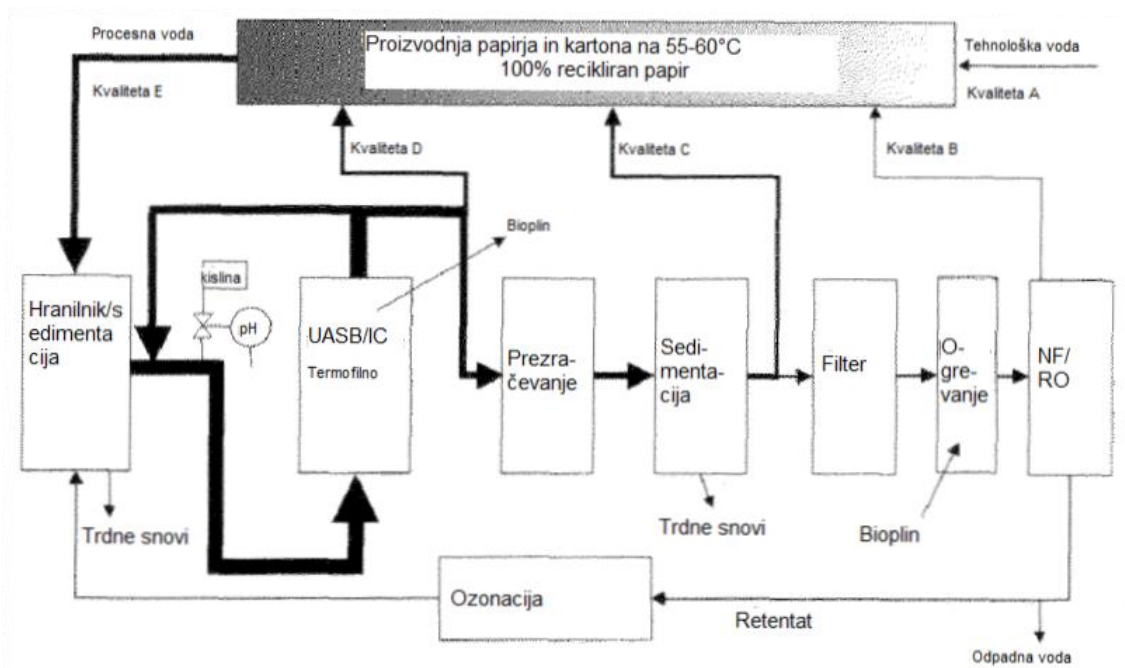 Procesna voda
Kvaliteta E
Proizvodnja papirja in kartona na 55-60°C
100% recikliran papir
Tehnološka voda
Kvaliteta A
Kvaliteta D
Kvaliteta C
Kvaliteta B
Bioplin
kislina
pH
Hranilnik/s
edimenta
cija
UASB/IC
Termofilno
Prezra-
čevanje
Sedi-
menta-
cija
Filter
O-
gre-
vanje
NF/
RO
Trdne snovi
Trdne snovi
Bioplin
Ozonacija
Retentat
Odpadna voda